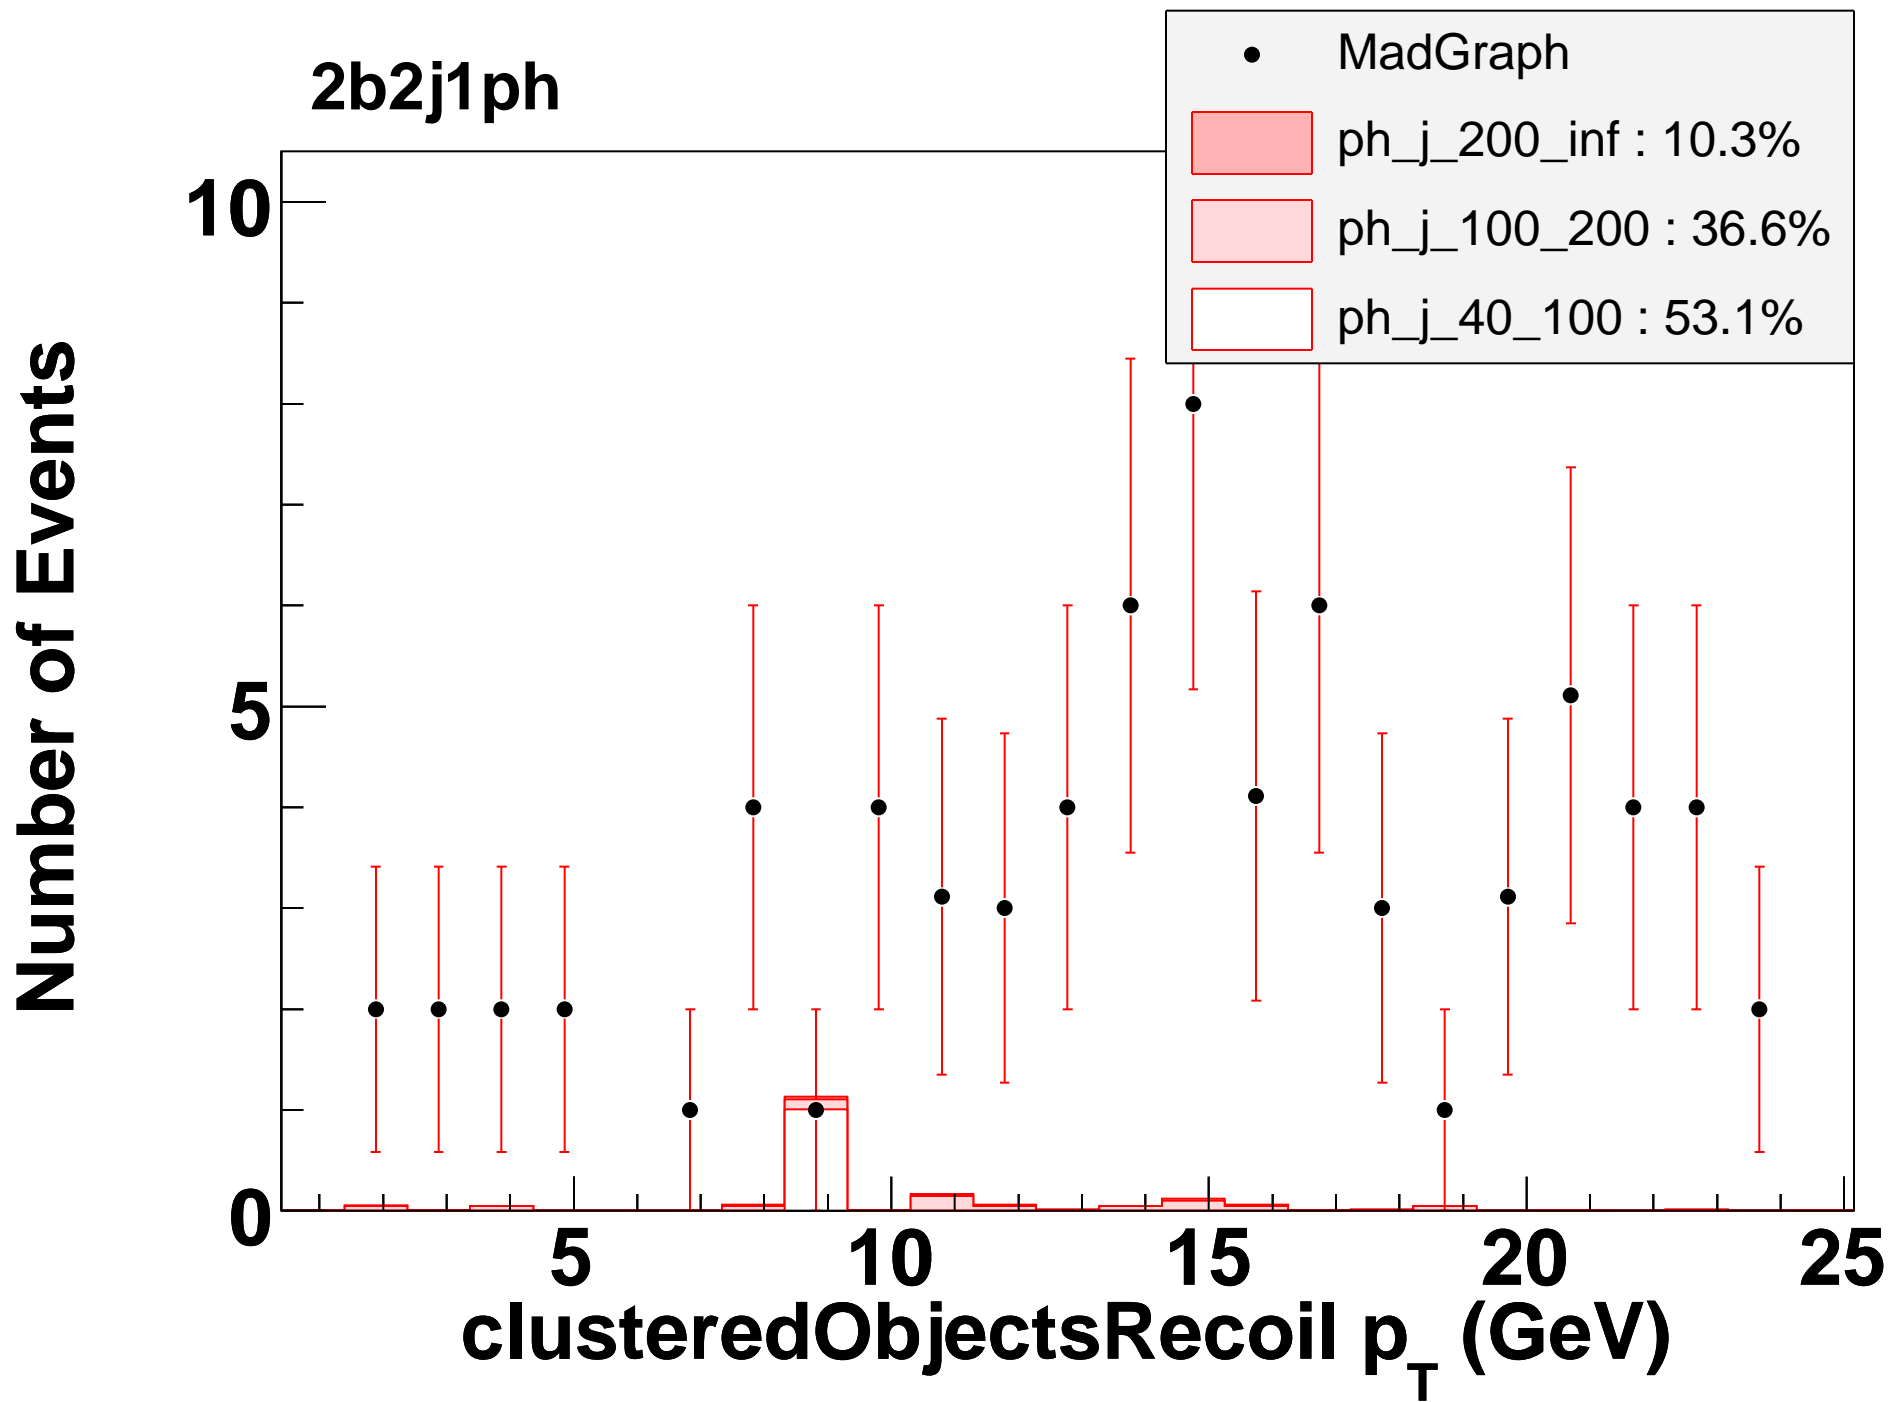 2b2j1ph
MadGraph
ph_j_200_inf : 10.3%
ph_j_100_200 : 36.6%
ph_j_40_100 : 53.1%
Number of Events
10
5
0
5 10 15 20 25
clusteredObjectsRecoil p_T (GeV)